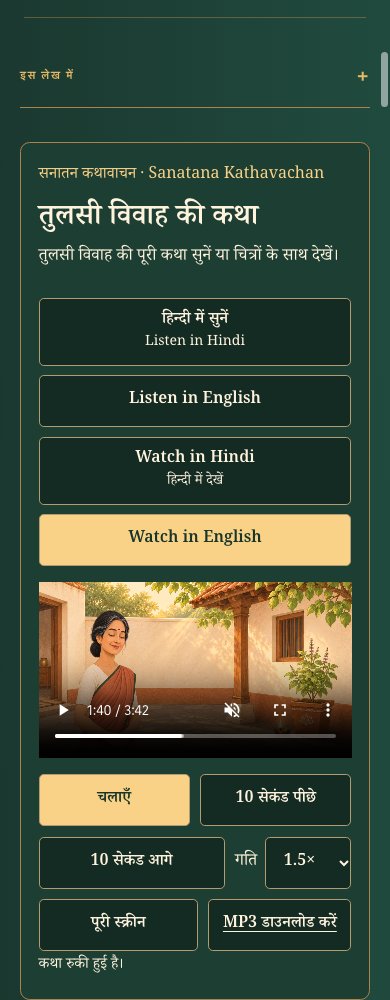 इस लेख में +
सनातन कथावाचन · Sanatana Kathavachan
तुलसी विवाह की कथा
तुलसी विवाह की पूरी कथा सुनें या चित्रों के साथ देखें।
हिन्दी में सुनें
Listen in Hindi
Listen in English
Watch in Hindi
हिन्दी में देखें
Watch in English
1:40 / 3:42
चलाएँ
10 सेकंड पीछे
10 सेकंड आगे
गति
1.5×
पूरी स्क्रीन
MP3 डाउनलोड करें
कथा रुकी हुई है।